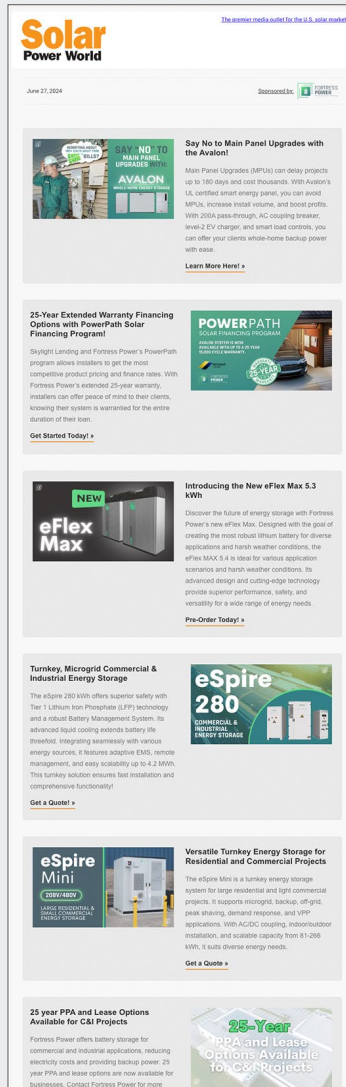 The premier media outlet for the U.S. solar market
Solar
Power World
June 27, 2024
Sponsored by:
FORTRESS
POWER
WORRYING ABOUT
BILLS?
SAY "NO" TO
MAIN PANEL
UPGRADES WITH:
AVALON
WHOLE-HOME ENERGY STORAGE
Say No to Main Panel Upgrades with
the Avalon!
Main Panel Upgrades (MPUs) can delay projects
up to 180 days and cost thousands. With Avalon's
UL certified smart energy panel, you can avoid
MPUs, increase install volume, and boost profits.
With 200A pass-through, AC coupling breaker,
level-2 EV charger, and smart load controls, you
can offer your clients whole-home backup power
with ease.
Learn More Here! »
25-Year Extended Warranty Financing
Options with PowerPath Solar
Financing Program!
Skylight Lending and Fortress Power's PowerPath
program allows installers to get the most
competitive product pricing and finance rates. With
Fortress Power's extended 25-year warranty,
installers can offer peace of mind to their clients,
knowing their system is warrantied for the entire
duration of their loan.
Get Started Today! »
POWERPATH
SOLAR FINANCING PROGRAM
AVALON SYSTEM IS NOW
AVAILABLE WITH UP TO A 25 YEAR
25-YEAR
NEW
eFlex
Max
Introducing the New eFlex Max 5.3
kWh
Discover the future of energy storage with Fortress
Power's new eFlex Max. Designed with the goal of
creating the most robust lithium battery for diverse
applications and harsh weather conditions, the
eFlex MAX 5.4 is ideal for various application
scenarios and harsh weather conditions. Its
advanced design and cutting-edge technology
provide superior performance, safety, and
versatility for a wide range of energy needs.
Pre-Order Today! »
Turnkey, Microgrid Commercial &
Industrial Energy Storage
The eSpire 280 kWh offers superior safety with
Tier 1 Lithium Iron Phosphate (LFP) technology
and a robust Battery Management System. Its
advanced liquid cooling extends battery life
threefold. Integrating seamlessly with various
energy sources, it features adaptive EMS, remote
management, and easy scalability up to 4.2 MWh.
This turnkey solution ensures fast installation and
comprehensive functionality!
Get a Quote! »
eSpire
280
COMMERCIAL &
INDUSTRIAL
ENERGY STORAGE
eSpire
Mini
208V/480V
LARGE RESIDENTIAL &
SMALL COMMERCIAL
ENERGY STORAGE
Versatile Turnkey Energy Storage for
Residential and Commercial Projects
The eSpire Mini is a turnkey energy storage
system for large residential and light commercial
projects. It supports microgrid, backup, off-grid,
peak shaving, demand response, and VPP
applications. With AC/DC coupling, indoor/outdoor
installation, and scalable capacity from 81-266
kWh, it suits diverse energy needs.
Get a Quote »
25 year PPA and Lease Options
Available for C&I Projects
Fortress Power offers battery storage for
commercial and industrial applications, reducing
electricity costs and providing backup power. 25
year PPA and lease options are now available for
businesses. Contact Fortress Power for more
25-Year
PPA and Lease
Options Available
for C&I Projects